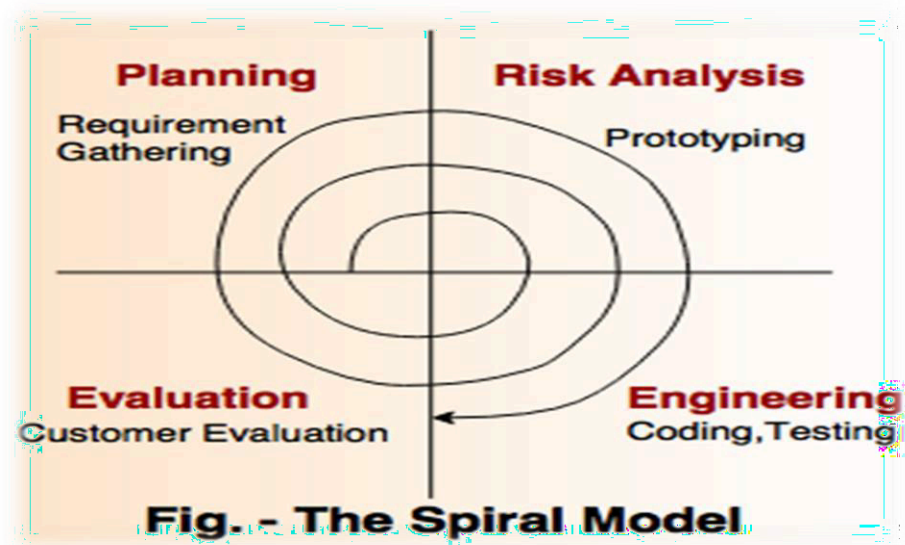 Planning
Risk Analysis
Requirement
Gathering
Prototyping
Evaluation
Customer Evaluation
Engineering
Coding,Testing
Fig. - The Spiral Model